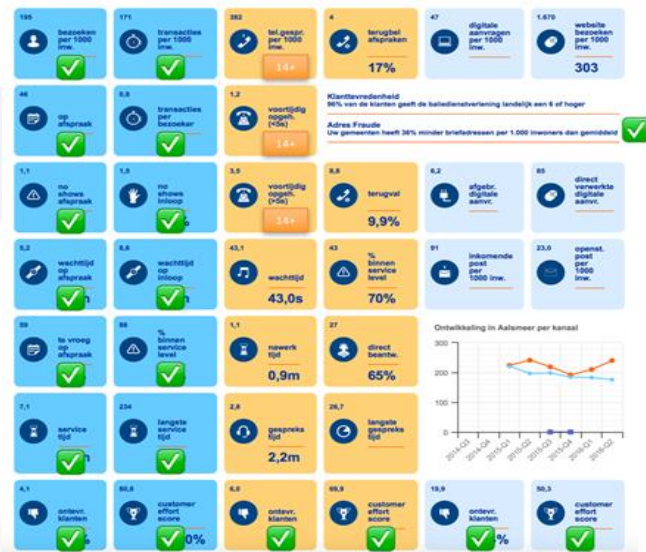 195
bezoeken
per 1000
inw.
171
transacties
per 1000
inw.
382
tel.gespr.
per 1000
inw.
14+
4
terugbel
afspraken
17%
47
digitale
aanvragen
per 1000
inw.
1.670
website
bezoeken
per 1000
inw.
303
46
op
afspraak
0,9
transacties
per
bezoeker
1,2
voortijdig
opgeh.
(<5s)
14+
Klanttevredenheid
96% van de klanten geeft de baliedienstverlening landelijk een 6 of hoger
Adres Fraude
Uw gemeenten heeft 36% minder briefadressen per 1.000 inwoners dan gemiddeld
1,1
no
shows
afspraak
1,5
no
shows
inloop
3,5
voortijdig
opgeh.
(>5s)
14+
8,8
terugval
9,9%
6,2
afgebr.
digitale
aanvr.
85
direct
verwerkte
digitale
aanvr.
5,2
wachttijd
op
afspraak
8,6
wachttijd
op
inloop
43,1
wachttijd
43,0s
43
%
binnen
service
level
70%
91
inkomende
post
per
1000
inw.
23,0
openst.
post
per
1000
inw.
59
te vroeg
op
afspraak
%
binnen
service
level
1,1
nawerk
tijd
0,9m
27
direct
beantw.
65%
Ontwikkeling in Aalsmeer per kanaal
300
200
100
0
2014-Q3
2014-Q4
2015-Q1
2015-Q2
2015-Q3
2015-Q4
2016-Q1
2016-Q2
7,1
service
tijd
234
langste
service
tijd
2,8
gespreks
tijd
2,2m
26,7
langste
gespreks
tijd
4,1
ontevr.
klanten
%
80,8
customer
effort
score
0%
6,0
ontevr.
klanten
69,9
customer
effort
score
19,9
ontevr.
klanten
%
50,3
customer
effort
score